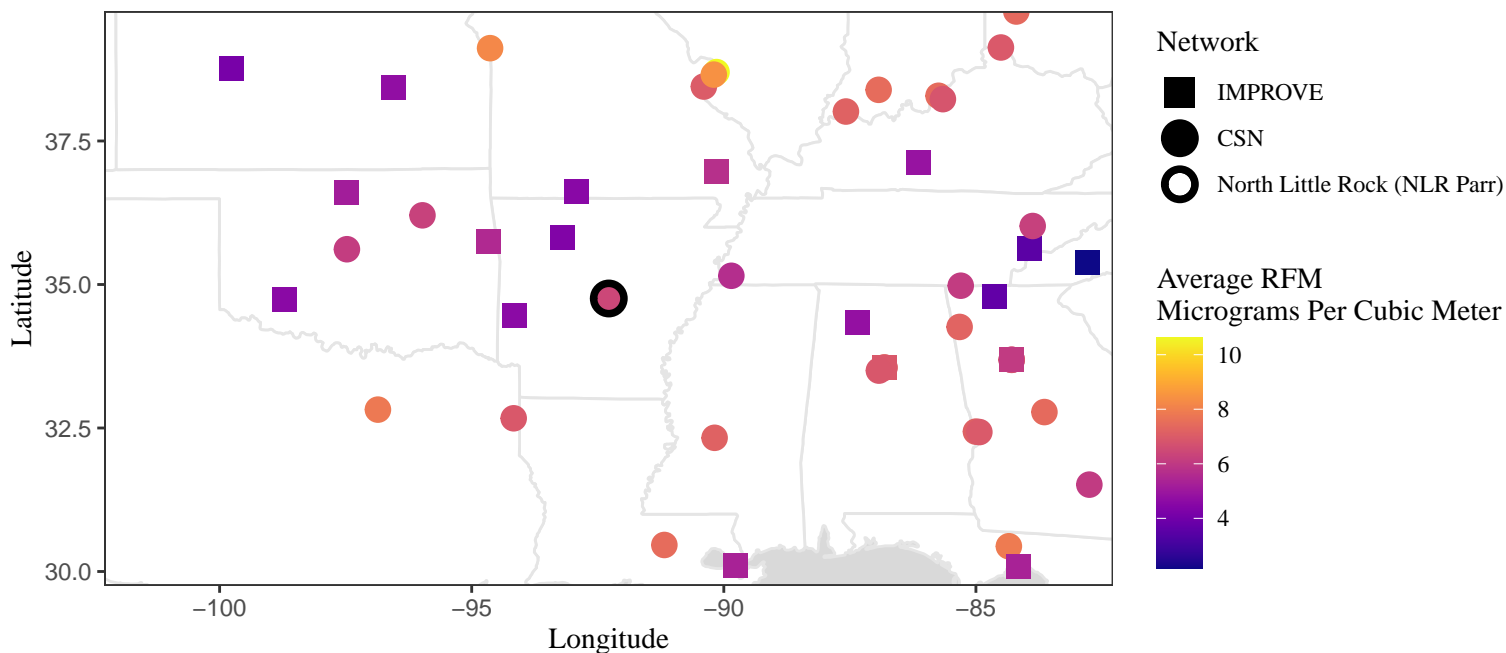 37.5
35.0
32.5
30.0
Latitude
−100
−95
−90
−85
Longitude
Network
IMPROVE
CSN
North Little Rock (NLR Parr)
Average RFM
Micrograms Per Cubic Meter
10
8
6
4